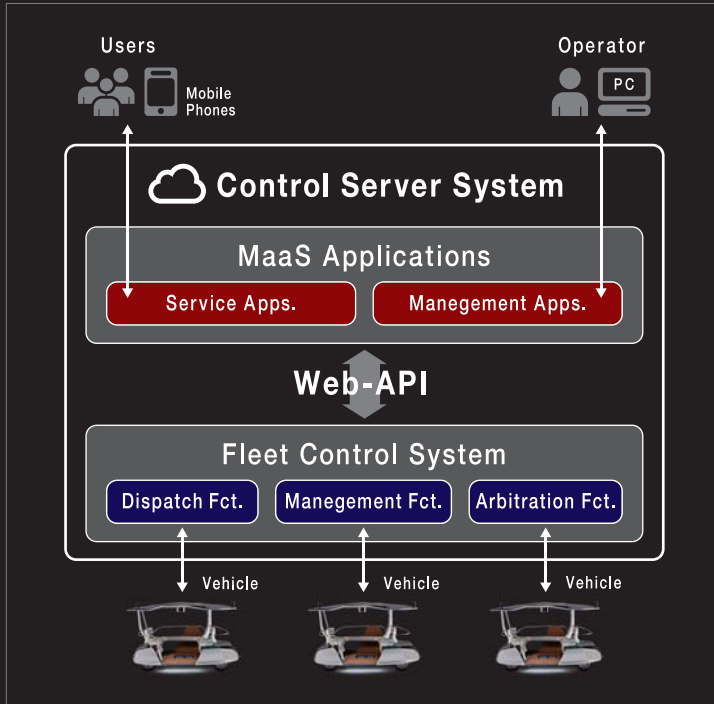 Users
Operator
Mobile
Phones
PC
Control Server System
MaaS Applications
Service Apps.
Manegement Apps.
Web-API
Fleet Control System
Dispatch Fct.
Manegement Fct.
Arbitration Fct.
Vehicle
Vehicle
Vehicle